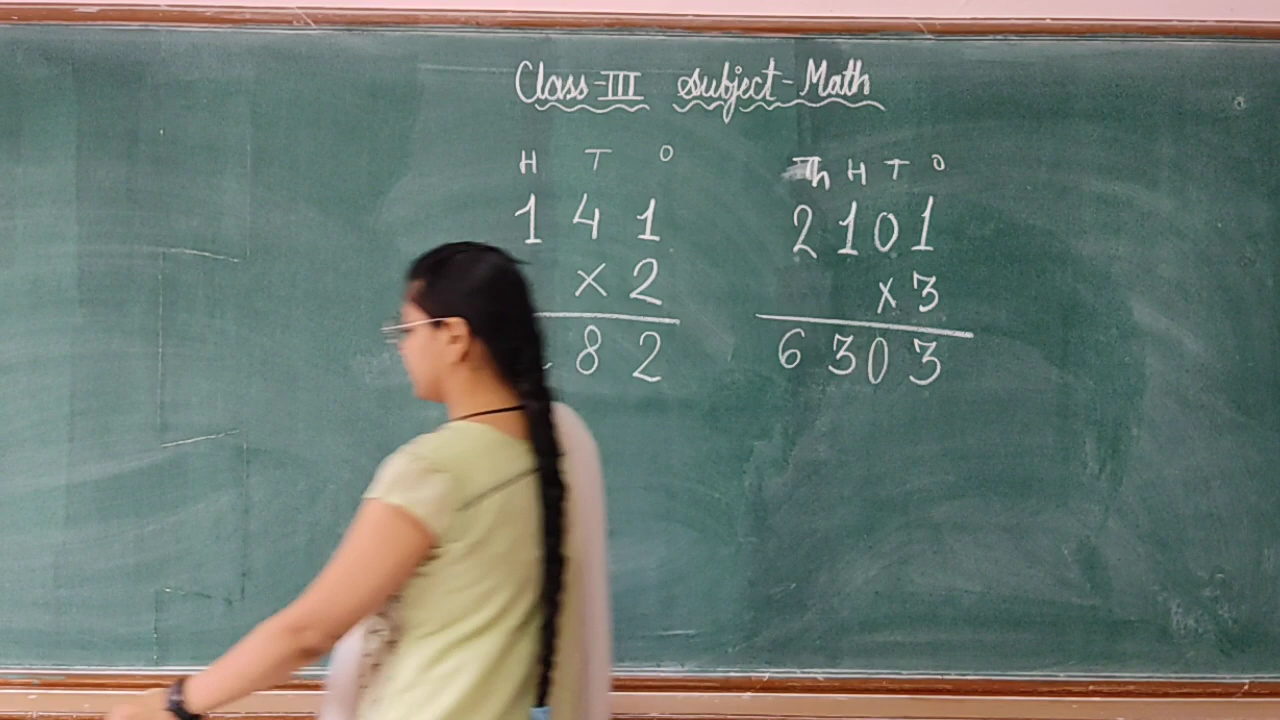 Class-III Subject-Math
H T O
1 4 1
× 2
8 2
Th H T O
2 1 0 1
× 3
6 3 0 3